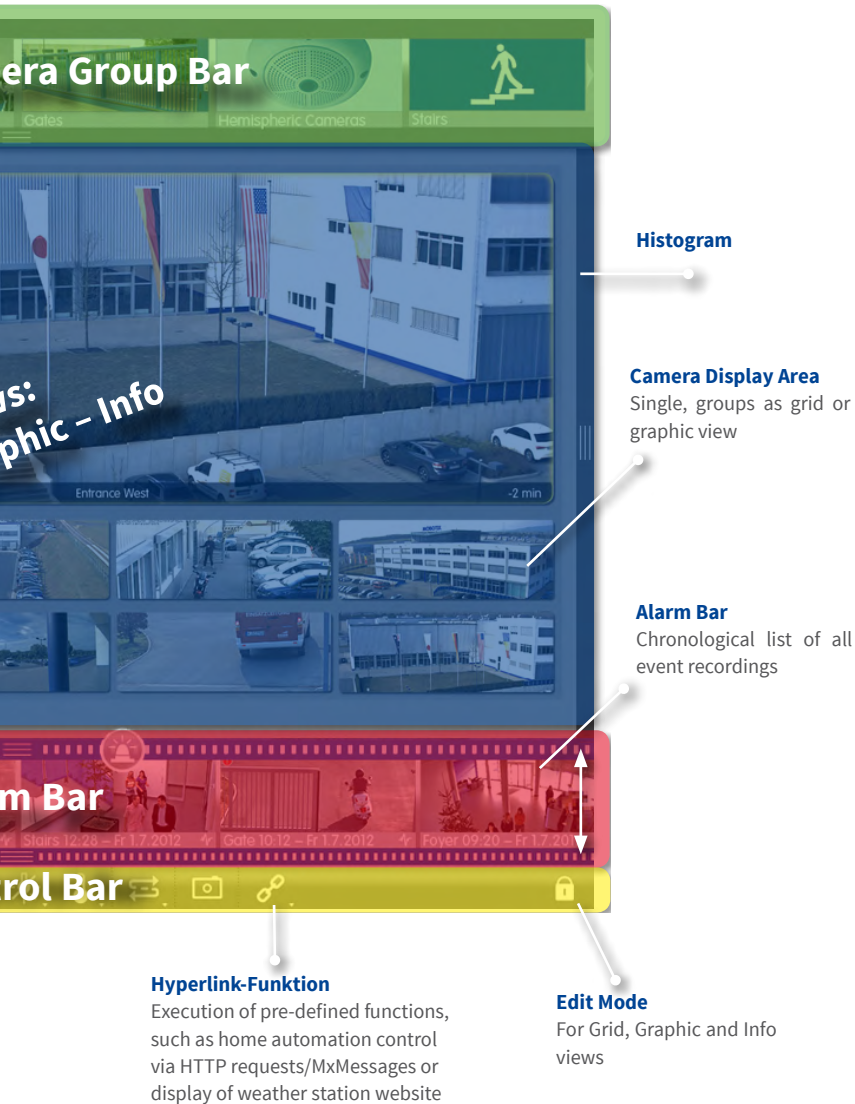 era Group Bar
Gates
Hemispheric Cameras
Stairs
Histogram
Camera Display Area
Single, groups as grid or
graphic view
ws:
phic – Info
Entrance West
-2 min
Alarm Bar
Chronological list of all
event recordings
m Bar
Stairs 12:28 – Fr 1.7.2012
Gate 10:12 – Fr 1.7.2012
Foyer 09:20 – Fr 1.7.201
trol Bar
Hyperlink-Funktion
Execution of pre-defined functions,
such as home automation control
via HTTP requests/MxMessages or
display of weather station website
Edit Mode
For Grid, Graphic and Info
views